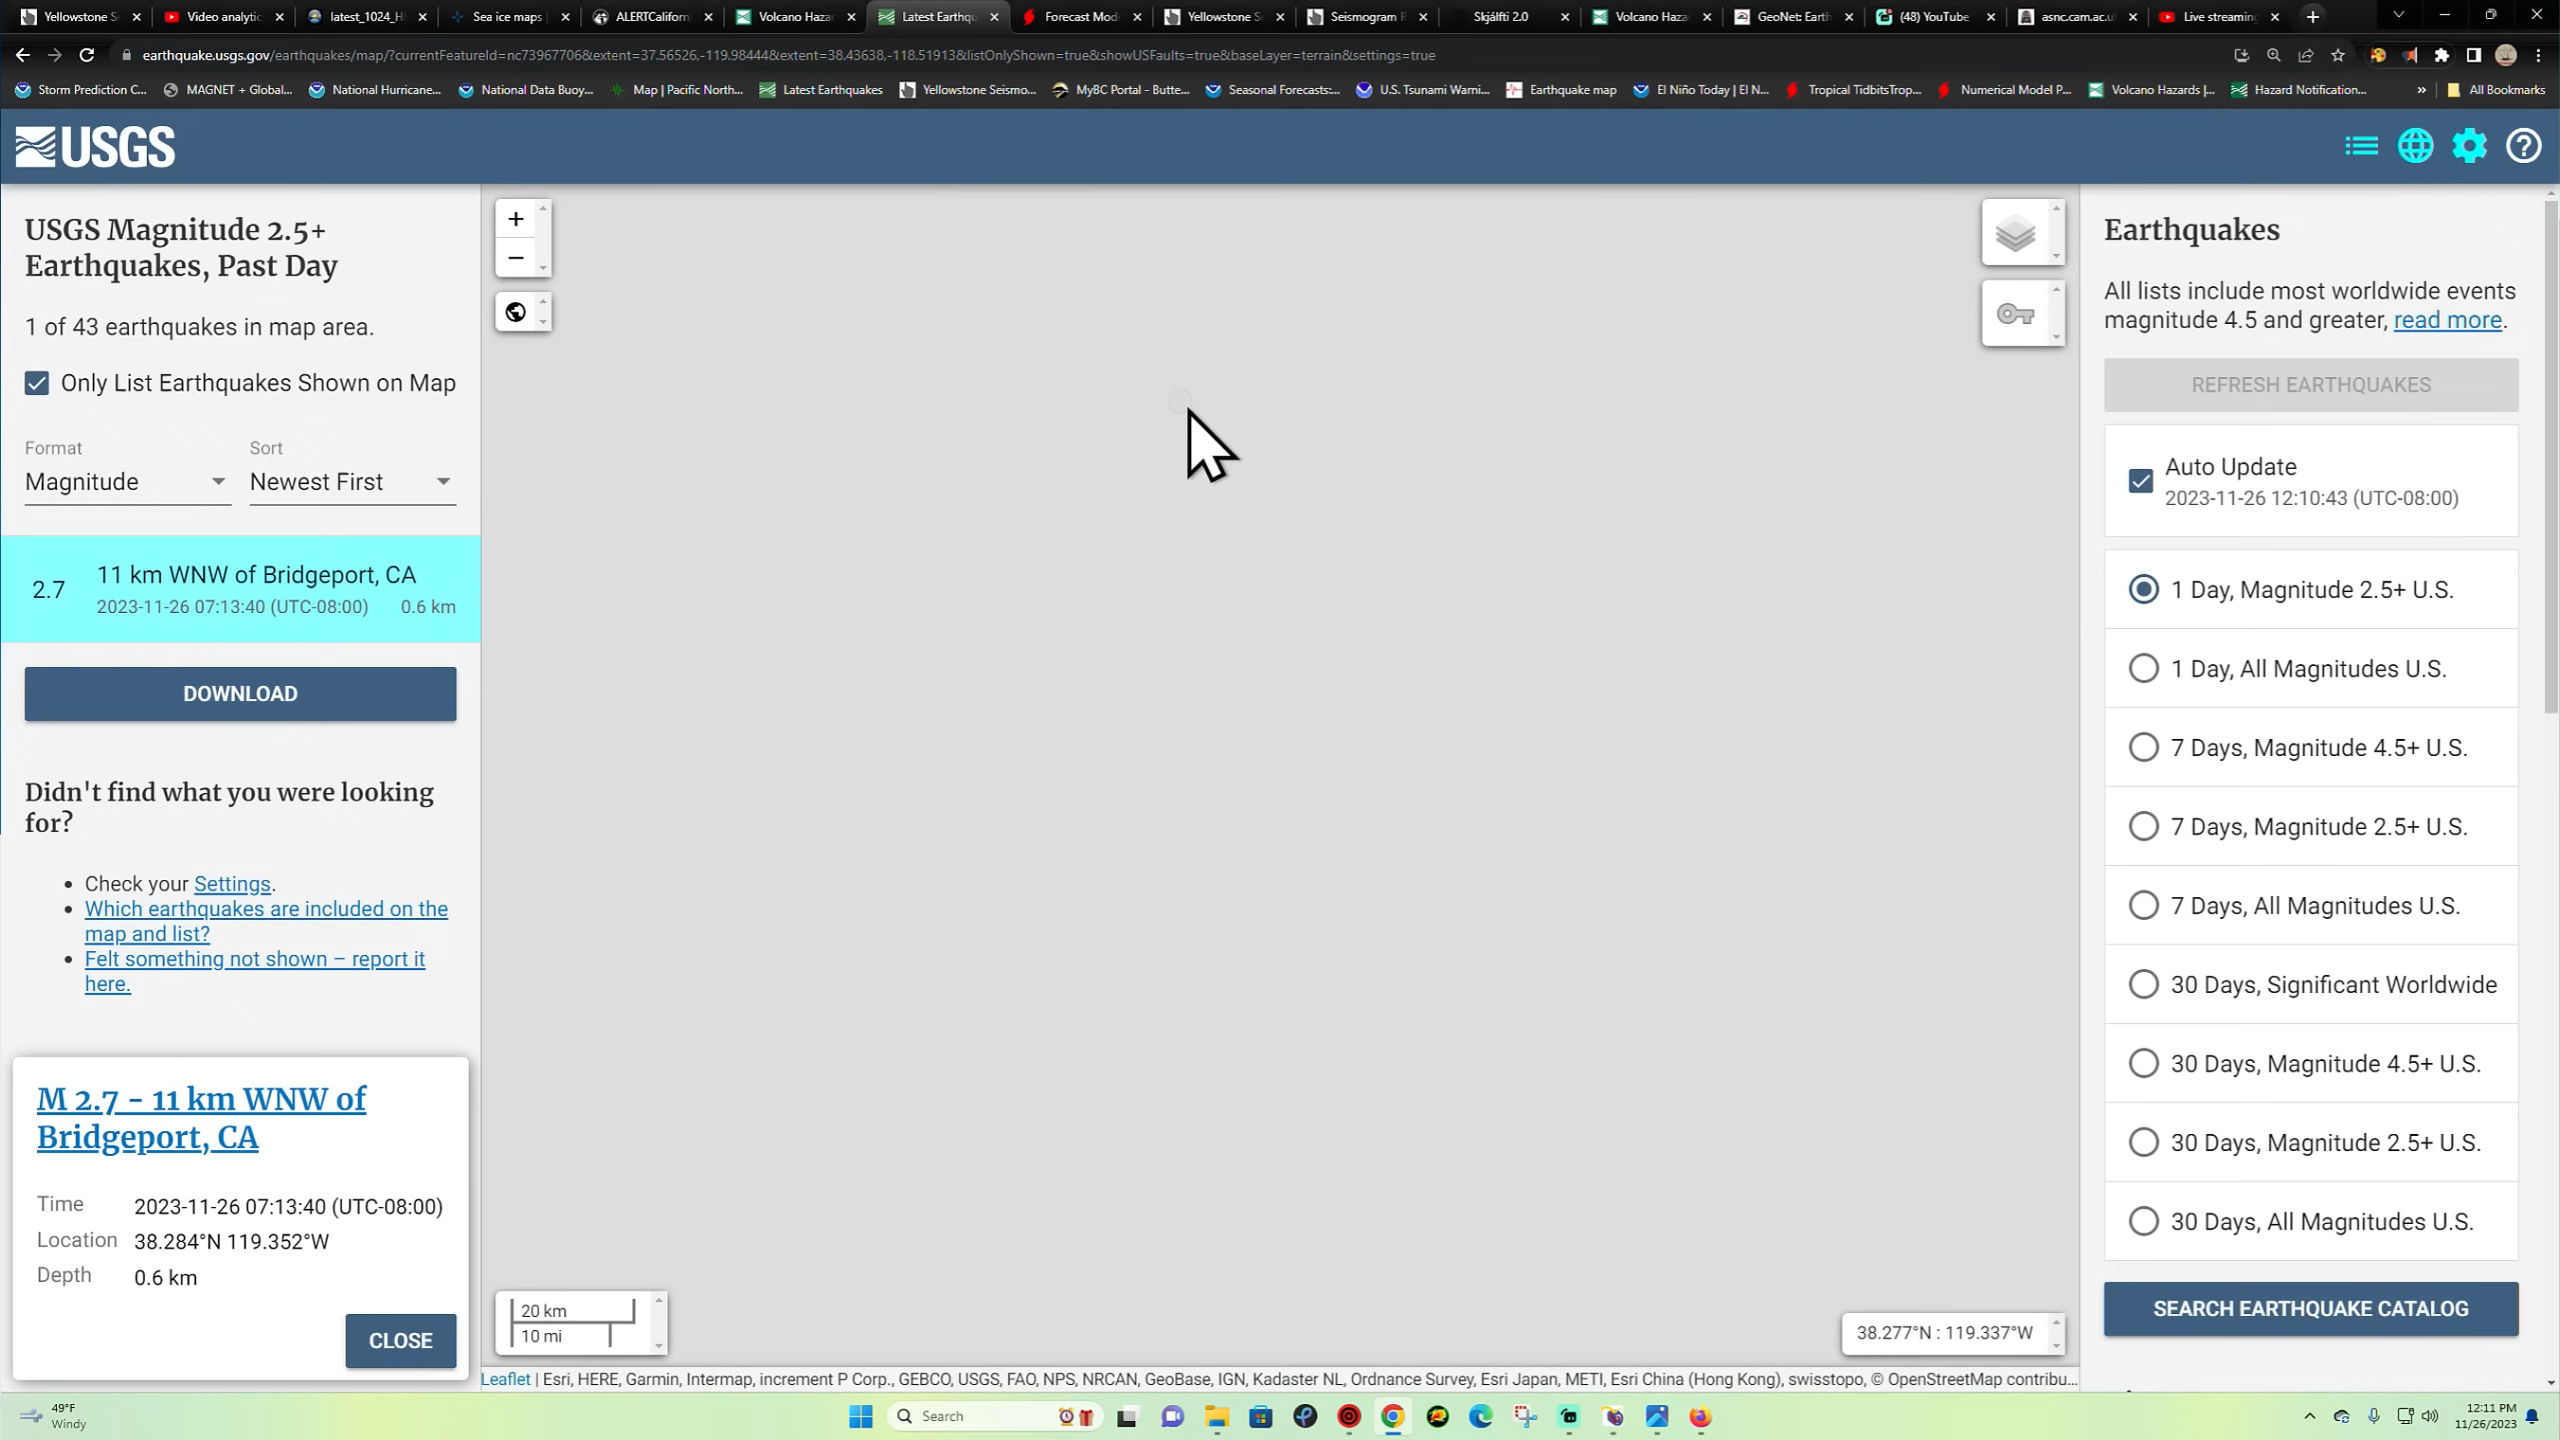 Yellowstone S
Video analytic
latest_1024_H
Sea ice maps
ALERTCaliforn
Volcano Haza
Latest Earthqu
Forecast Mod
Yellowstone S
Seismogram
Skjálfti 2.0
Volcano Haza
GeoNet: Earth
(48) YouTube
asnc.cam.ac.u
Live streaming
earthquake.usgs.gov/earthquakes/map/?currentFeatureId=nc73967706&extent=37.56526,-119.98444&extent=38.43638,-118.51913&listOnlyShown=true&showUSFaults=true&baseLayer=terrain&settings=true
Storm Prediction C...
MAGNET + Global...
National Hurricane...
National Data Buoy...
Map | Pacific North...
Latest Earthquakes
Yellowstone Seismo...
MyBC Portal - Butte...
Seasonal Forecasts:...
U.S. Tsunami Warni...
Earthquake map
El Niño Today | El N...
Tropical TidbitsTrop...
Numerical Model P...
Volcano Hazards |...
Hazard Notification...
»
All Bookmarks
USGS
USGS Magnitude 2.5+
Earthquakes, Past Day
1 of 43 earthquakes in map area.
Only List Earthquakes Shown on Map
Format
Sort
Magnitude
Newest First
2.7
11 km WNW of Bridgeport, CA
2023-11-26 07:13:40 (UTC-08:00) 0.6 km
DOWNLOAD
Didn't find what you were looking
for?
• Check your Settings.
• Which earthquakes are included on the
map and list?
• Felt something not shown – report it
here.
M 2.7 - 11 km WNW of
Bridgeport, CA
Time 2023-11-26 07:13:40 (UTC-08:00)
Location 38.284°N 119.352°W
Depth 0.6 km
CLOSE
+
−
20 km
10 mi
38.277°N : 119.337°W
Leaflet | Esri, HERE, Garmin, Intermap, increment P Corp., GEBCO, USGS, FAO, NPS, NRCAN, GeoBase, IGN, Kadaster NL, Ordnance Survey, Esri Japan, METI, Esri China (Hong Kong), swisstopo, © OpenStreetMap contribu...
Earthquakes
All lists include most worldwide events
magnitude 4.5 and greater, read more.
REFRESH EARTHQUAKES
Auto Update
2023-11-26 12:10:43 (UTC-08:00)
1 Day, Magnitude 2.5+ U.S.
1 Day, All Magnitudes U.S.
7 Days, Magnitude 4.5+ U.S.
7 Days, Magnitude 2.5+ U.S.
7 Days, All Magnitudes U.S.
30 Days, Significant Worldwide
30 Days, Magnitude 4.5+ U.S.
30 Days, Magnitude 2.5+ U.S.
30 Days, All Magnitudes U.S.
SEARCH EARTHQUAKE CATALOG
49°F
Windy
Search
12:11 PM
11/26/2023